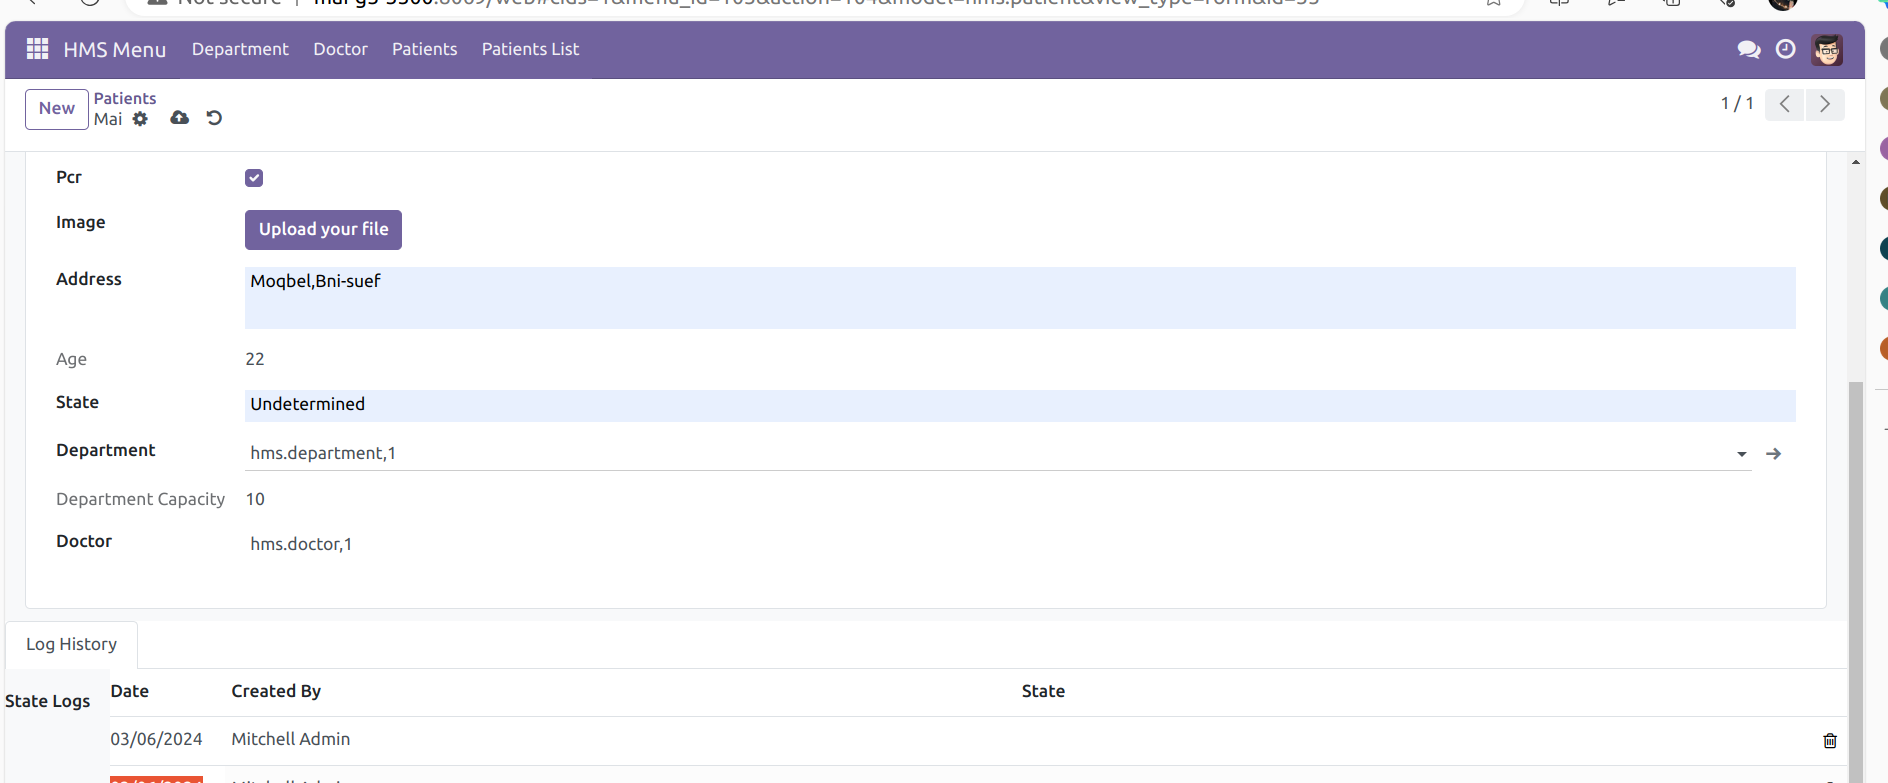 HMS Menu Department Doctor Patients Patients List
New
Patients
Mai
1 / 1
Pcr
Image Upload your file
Address Moqbel,Bni-suef
Age 22
State Undetermined
Department hms.department,1
Department Capacity 10
Doctor hms.doctor,1
Log History
State Logs
Date Created By State
03/06/2024 Mitchell Admin